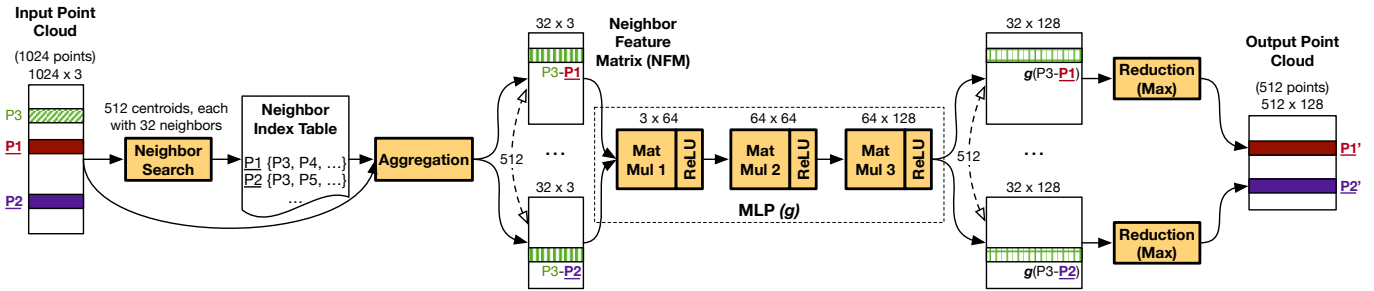 Input Point
Cloud
(1024 points)
1024 x 3
P3
P1
P2
512 centroids, each
with 32 neighbors
Neighbor
Search
Neighbor
Index Table
P1 {P3, P4, …}
P2 {P3, P5, …}
…
Aggregation
32 x 3
Neighbor
Feature
Matrix (NFM)
P3-P1
512
…
32 x 3
P3-P2
3 x 64
Mat
Mul 1
ReLU
64 x 64
Mat
Mul 2
ReLU
64 x 128
Mat
Mul 3
ReLU
MLP (g)
32 x 128
g(P3-P1)
512
…
32 x 128
g(P3-P2)
Reduction
(Max)
Reduction
(Max)
Output Point
Cloud
(512 points)
512 x 128
P1'
P2'